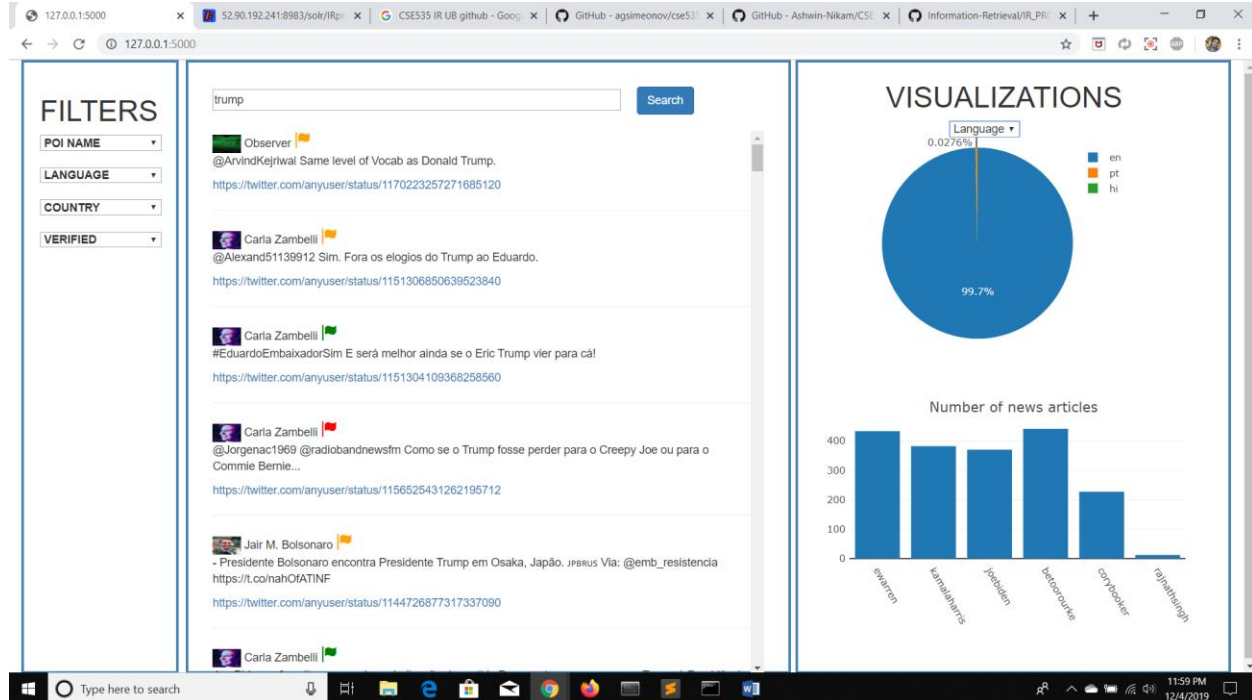 127.0.0.1:5000
52.90.192.241:8983/solr/IRpr
CSE535 IR UB github - Goog
GitHub - agsimeonov/cse53
GitHub - Ashwin-Nikam/CSE
Information-Retrieval/IR_PRO
127.0.0.1:5000
FILTERS
POI NAME
LANGUAGE
COUNTRY
VERIFIED
trump
Search
Observer
@ArvindKejriwal Same level of Vocab as Donald Trump.
https://twitter.com/anyuser/status/1170223257271685120
Carla Zambelli
@Alexand51139912 Sim. Fora os elogios do Trump ao Eduardo.
https://twitter.com/anyuser/status/1151306850639523840
Carla Zambelli
#EduardoEmbaixadorSim E será melhor ainda se o Eric Trump vier para cá!
https://twitter.com/anyuser/status/1151304109368258560
Carla Zambelli
@Jorgenac1969 @radiobandnewsfm Como se o Trump fosse perder para o Creepy Joe ou para o
Commie Bernie...
https://twitter.com/anyuser/status/1156525431262195712
Jair M. Bolsonaro
- Presidente Bolsonaro encontra Presidente Trump em Osaka, Japão. JPBRUS Via: @emb_resistencia
https://t.co/nahOfATlNF
https://twitter.com/anyuser/status/1144726877317337090
Carla Zambelli
VISUALIZATIONS
Language
0.0276%
en
pt
hi
99.7%
Number of news articles
400
300
200
100
0
ewarren
kamalaharris
joebiden
betoorourke
corybooker
rajnathsingh
Type here to search
11:59 PM
12/4/2019